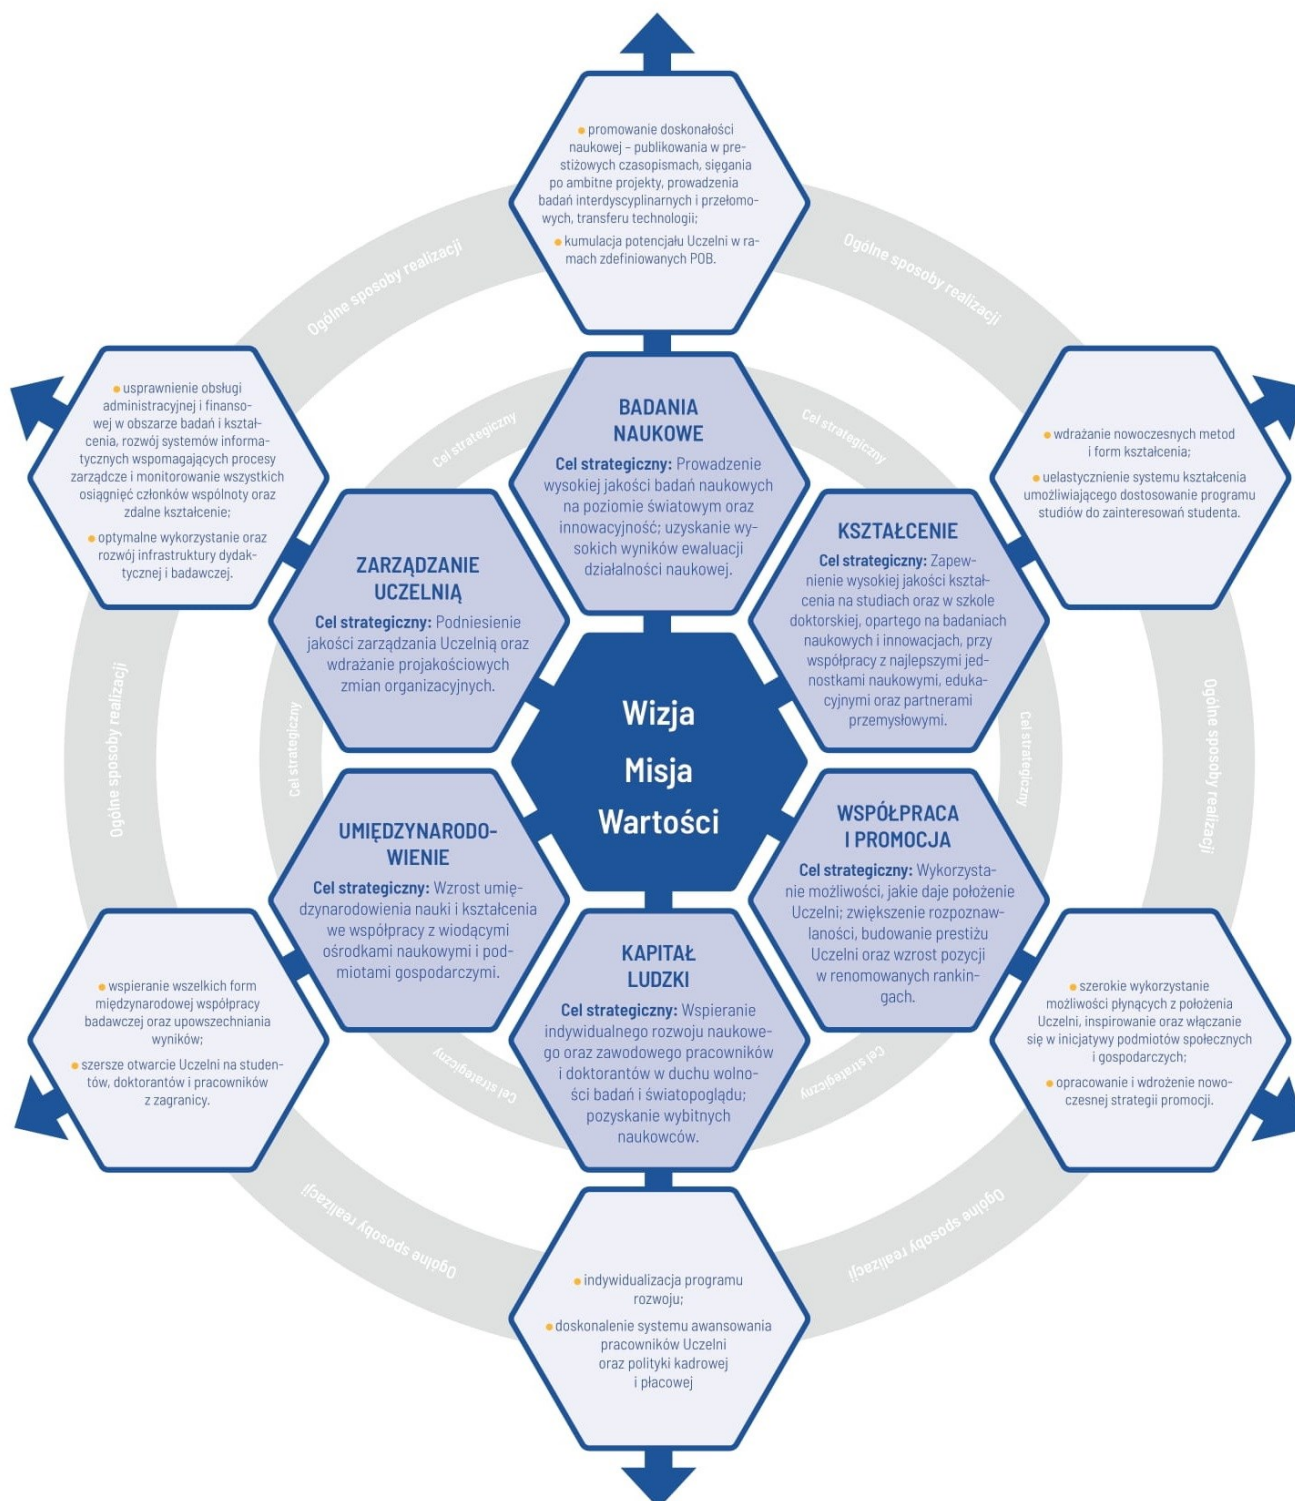 promowanie doskonałości
naukowej – publikowania w pre-
stiżowych czasopismach, sięgania
po ambitne projekty, prowadzenia
badań interdyscyplinarnych i przełomo-
wych, transferu technologii;
kumulacja potencjału Uczelni w ra-
mach zdefiniowanych POB.
Ogólne sposoby realizacji
Ogólne sposoby realizacji
usprawnienie obsługi
administracyjnej i finanso-
wej w obszarze badań i kształ-
cenia, rozwój systemów informa-
tycznych wspomagających procesy
zarządcze i monitorowanie wszystkich
osiągnięć członków wspólnoty oraz
zdalne kształcenie;
optymalne wykorzystanie oraz
rozwój infrastruktury dydak-
tycznej i badawczej.
Cel strategiczny
BADANIA
NAUKOWE
Cel strategiczny: Prowadzenie
wysokiej jakości badań naukowych
na poziomie światowym oraz
innowacyjność; uzyskanie wy-
sokich wyników ewaluacji
działalności naukowej.
Cel strategiczny
wdrażanie nowoczesnych metod
i form kształcenia;
uelastycznienie systemu kształcenia
umożliwiającego dostosowanie programu
studiów do zainteresowań studenta.
ZARZĄDZANIE
UCZELNIĄ
Cel strategiczny: Podniesienie
jakości zarządzania Uczelnią oraz
wdrażanie projakościowych
zmian organizacyjnych.
KSZTAŁCENIE
Cel strategiczny: Zapew-
nienie wysokiej jakości kształ-
cenia na studiach oraz w szkole
doktorskiej, opartego na badaniach
naukowych i innowacjach, przy
współpracy z najlepszymi jed-
nostkami naukowymi, eduka-
cyjnymi oraz partnerami
przemysłowymi.
Ogólne sposoby realizacji
Cel strategiczny
Wizja
Misja
Wartości
Cel strategiczny
Ogólne sposoby realizacji
UMIĘDZYNARODO-
WIENIE
Cel strategiczny: Wzrost umię-
dzynarodowienia nauki i kształcenia
we współpracy z wiodącymi
ośrodkami naukowymi i pod-
miotami gospodarczymi.
WSPÓŁPRACA
I PROMOCJA
Cel strategiczny: Wykorzysta-
nie możliwości, jakie daje położenie
Uczelni; zwiększenie rozpoznaw-
laności, budowanie prestiżu
Uczelni oraz wzrost pozycji
w renomowanych rankin-
gach.
KAPITAŁ
LUDZKI
Cel strategiczny: Wspieranie
indywidualnego rozwoju naukowe-
go oraz zawodowego pracowników
i doktorantów w duchu wolno-
ści badań i światopoglądu;
pozyskanie wybitnych
naukowców.
wspieranie wszelkich form
międzynarodowej współpracy
badawczej oraz upowszechniania
wyników;
szersze otwarcie Uczelni na studen-
tów, doktorantów i pracowników
z zagranicy.
Cel strategiczny
Cel strategiczny
szerokie wykorzystanie
możliwości płynących z położenia
Uczelni, inspirowanie oraz włączanie
się w inicjatywy podmiotów społecznych
i gospodarczych;
opracowanie i wdrożenie nowo-
czesnej strategii promocji.
Ogólne sposoby realizacji
Ogólne sposoby realizacji
indywidualizacja programu
rozwoju;
doskonalenie systemu awansowania
pracowników Uczelni
oraz polityki kadrowej
i płacowej